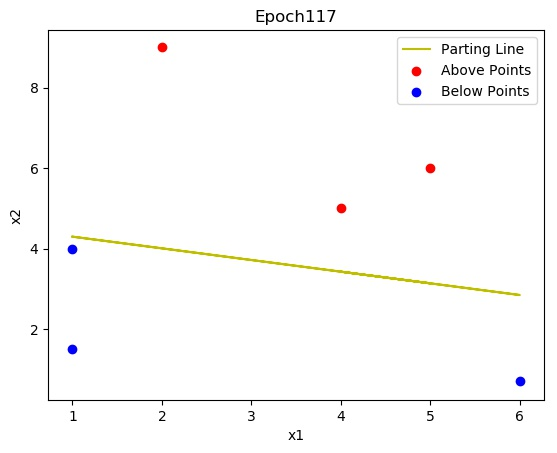 Epoch117
Parting Line
Above Points
Below Points
8
6
4
2
x2
1
2
3
4
5
6
x1